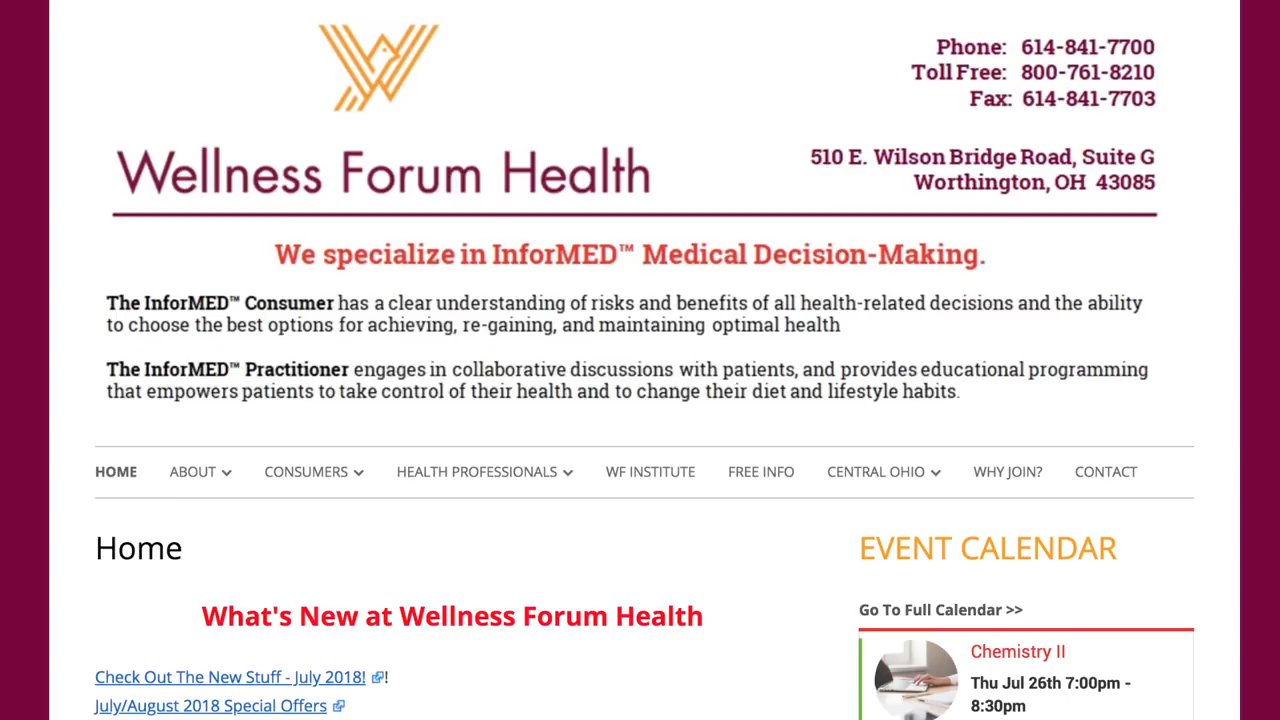 Phone: 614-841-7700
Toll Free: 800-761-8210
Fax: 614-841-7703
Wellness Forum Health
510 E. Wilson Bridge Road, Suite G
Worthington, OH 43085
We specialize in InforMED™ Medical Decision-Making.
The InforMED™ Consumer has a clear understanding of risks and benefits of all health-related decisions and the ability
to choose the best options for achieving, re-gaining, and maintaining optimal health
The InforMED™ Practitioner engages in collaborative discussions with patients, and provides educational programming
that empowers patients to take control of their health and to change their diet and lifestyle habits.
HOME ABOUT CONSUMERS HEALTH PROFESSIONALS WF INSTITUTE FREE INFO CENTRAL OHIO WHY JOIN? CONTACT
Home
What's New at Wellness Forum Health
Check Out The New Stuff - July 2018! !
July/August 2018 Special Offers
EVENT CALENDAR
Go To Full Calendar >>
Chemistry II
Thu Jul 26th 7:00pm -
8:30pm